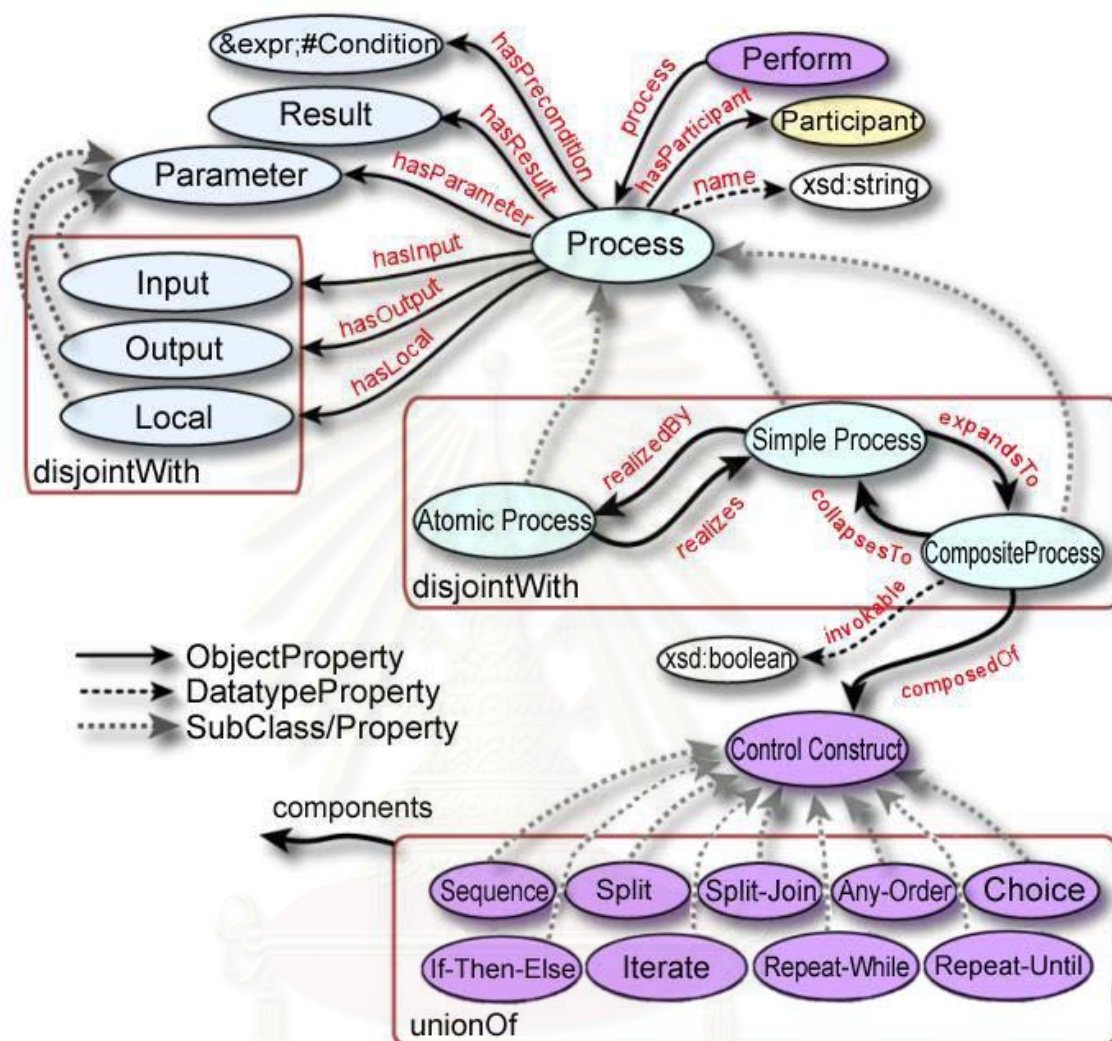 &expr;#Condition
Perform
hasPrecondition
process
Result
hasResult
hasParticipant
Participant
Parameter
hasParameter
name
xsd:string
Process
Input
hasInput
Output
hasOutput
Local
hasLocal
disjointWith
Simple Process
realizedBy
expandsTo
Atomic Process
realizes
collapsesTo
CompositeProcess
disjointWith
invokable
xsd:boolean
composedOf
ObjectProperty
DatatypeProperty
SubClass/Property
Control Construct
components
Sequence
Split
Split-Join
Any-Order
Choice
If-Then-Else
Iterate
Repeat-While
Repeat-Until
unionOf